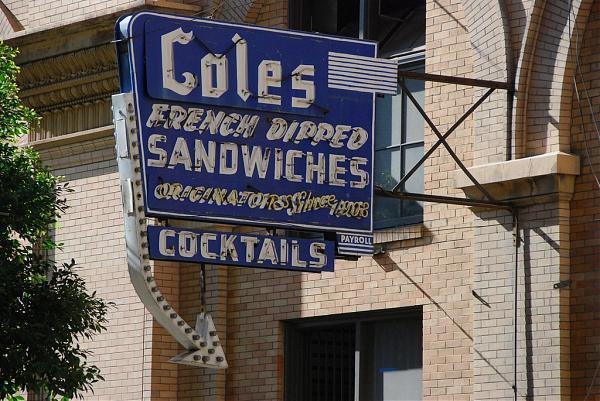 Coles
FRENCH DIPPED
SANDWICHES
ORIGINATORS Since 1908
COCKTAILS
PAYROLL